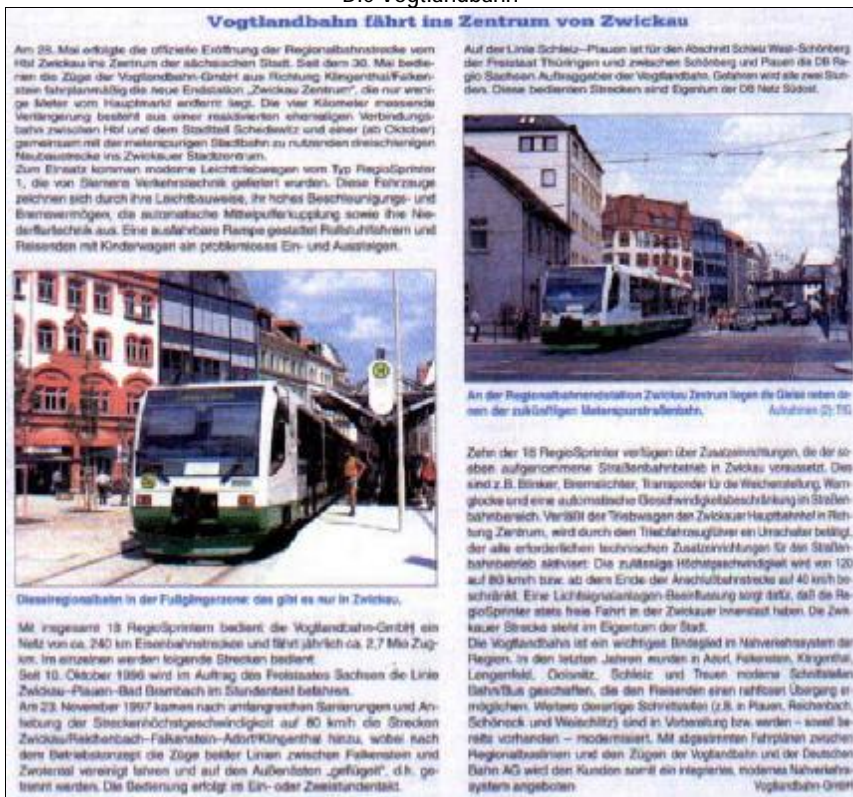 Die Vogtlandbahn
Vogtlandbahn fährt ins Zentrum von Zwickau
Am 28. Mai erfolgte die offizielle Eröffnung der Regionalbahnstrecke vom
Hbf Zwickau ins Zentrum der sächsischen Stadt. Seit dem 30. Mai bedie-
nen die Züge der Vogtlandbahn-GmbH aus Richtung Klingenthal/Falken-
stein fahrplanmäßig die neue Endstation „Zwickau Zentrum“, die nur weni-
ge Meter vom Hauptmarkt entfernt liegt. Die vier Kilometer messende
Verlängerung besteht aus einer reaktivierten ehemaligen Verbindungs-
bahn zwischen Hbf und dem Stadtteil Schedewitz und einer (ab Oktober)
gemeinsam mit der meterspurigen Stadtbahn zu nutzenden dreischienigen
Neubaustrecke ins Zwickauer Stadtzentrum.
Zum Einsatz kommen moderne Leichttriebwagen vom Typ RegioSprinter
1, die von Siemens Verkehrstechnik geliefert wurden. Diese Fahrzeuge
zeichnen sich durch ihre Leichtbauweise, ihr hohes Beschleunigungs- und
Bremsvermögen, die automatische Mittelpufferkupplung sowie ihre Nie-
derflurtechnik aus. Eine ausfahrbare Rampe gestattet Rollstuhlfahrern und
Reisenden mit Kinderwagen ein problemloses Ein- und Aussteigen.
Dieselregionalbahn in der Fußgängerzone: das gibt es nur in Zwickau.
Mit insgesamt 18 RegioSprintern bedient die Vogtlandbahn-GmbH ein
Netz von ca. 240 km Eisenbahnstrecken und fährt jährlich ca. 2,7 Mio Zug-
km. Im einzelnen werden folgende Strecken bedient:
Seit 10. Oktober 1996 wird im Auftrag des Freistaates Sachsen die Linie
Zwickau–Plauen–Bad Brambach im Stundentakt befahren.
Am 23. November 1997 kamen nach umfangreichen Sanierungen und An-
hebung der Streckenhöchstgeschwindigkeit auf 80 km/h die Strecken
Zwickau/Reichenbach–Falkenstein–Adorf/Klingenthal hinzu, wobei nach
dem Betriebskonzept die Züge beider Linien zwischen Falkenstein und
Zwotental vereinigt fahren und auf den Außenästen „geflügelt“, d.h. ge-
trennt werden. Die Bedienung erfolgt im Ein- oder Zweistundentakt.
Auf der Linie Schleiz–Plauen ist für den Abschnitt Schleiz West–Schönberg
der Freistaat Thüringen und zwischen Schönberg und Plauen die DB Re-
gio Sachsen Auftraggeber der Vogtlandbahn. Gefahren wird alle zwei Stun-
den. Diese bedienten Strecken sind Eigentum der DB Netz Südost.
An der Regionalbahnendstation Zwickau Zentrum liegen die Gleise neben de-
nen der zukünftigen Meterspurstraßenbahn. Aufnahmen (2): TIG
Zehn der 18 RegioSprinter verfügen über Zusatzeinrichtungen, die der so-
eben aufgenommene Straßenbahnbetrieb in Zwickau voraussetzt. Dies
sind z.B. Blinker, Bremslichter, Transponder für die Weichenstellung, Warn-
glocke und eine automatische Geschwindigkeitsbeschränkung im Straßen-
bahnbereich. Verläßt der Triebwagen den Zwickauer Hauptbahnhof in Rich-
tung Zentrum, wird durch den Triebfahrzeugführer ein Umschalter betätigt,
der alle erforderlichen technischen Zusatzeinrichtungen für den Straßen-
bahnbetrieb aktiviert: Die zulässige Höchstgeschwindigkeit wird von 120
auf 80 km/h bzw. ab dem Ende der Anschlußbahnstrecke auf 40 km/h be-
schränkt. Eine Lichtsignalanlagen-Beeinflussung sorgt dafür, daß die Re-
gioSprinter stets freie Fahrt in der Zwickauer Innenstadt haben. Die Zwik-
kauer Strecke steht im Eigentum der Stadt.
Die Vogtlandbahn ist ein wichtiges Bindeglied im Nahverkehrssystem der
Region. In den letzten Jahren wurden in Adorf, Falkenstein, Klingenthal,
Lengenfeld, Oelsnitz, Schleiz und Treuen moderne Schnittstellen
Bahn/Bus geschaffen, die den Reisenden einen nahtlosen Übergang er-
möglichen. Weitere derartige Schnittstellen (z.B. in Plauen, Reichenbach,
Schöneck und Weischlitz) sind in Vorbereitung bzw. werden – soweit be-
reits vorhanden – modernisiert. Mit abgestimmten Fahrplänen zwischen
Regionalbuslinien und den Zügen der Vogtlandbahn und der Deutschen
Bahn AG wird den Kunden somit ein integriertes, modernes Nahverkehrs-
system angeboten. Vogtlandbahn-GmbH